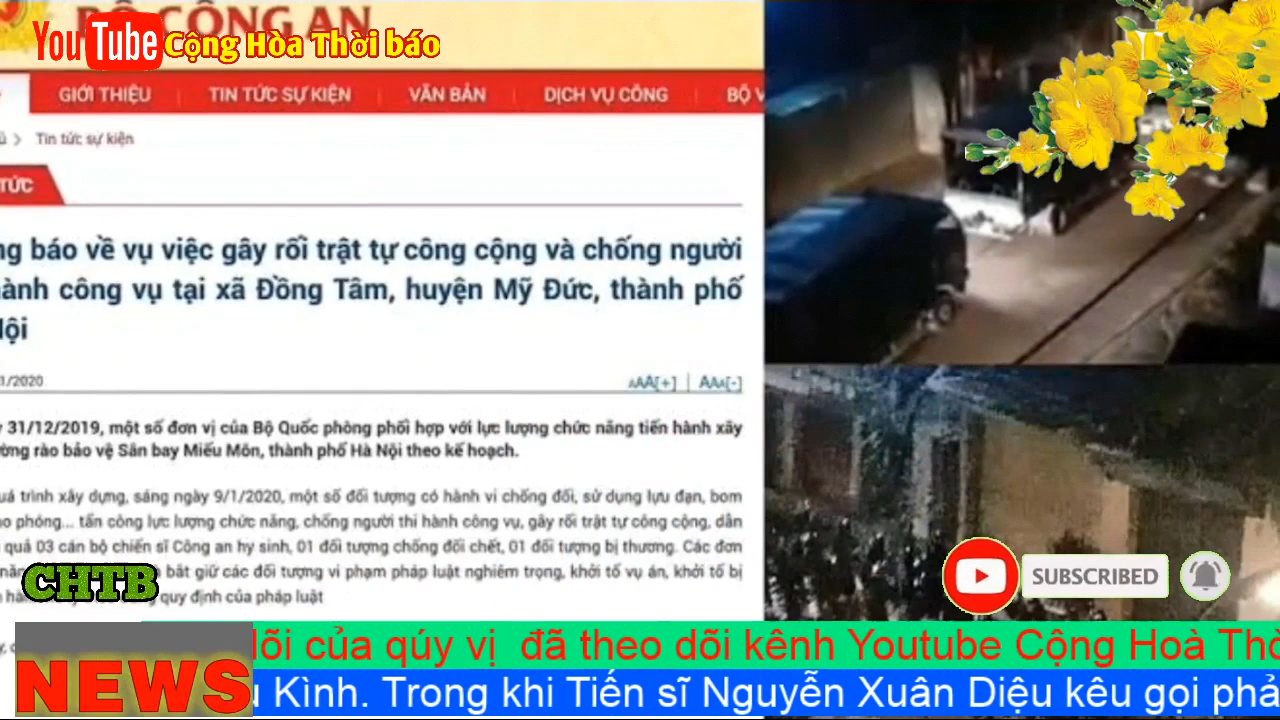 BỘ CÔNG AN
YouTube Cộng Hòa Thời báo
GIỚI THIỆU TIN TỨC SỰ KIỆN VĂN BẢN DỊCH VỤ CÔNG BỘ
Tin tức sự kiện
TỨC
báo về vụ việc gây rối trật tự công cộng và chống người
hành công vụ tại xã Đồng Tâm, huyện Mỹ Đức, thành phố
Nội
1/2020 AAA[+] | AAA[-]
31/12/2019, một số đơn vị của Bộ Quốc phòng phối hợp với lực lượng chức năng tiến hành xây
tường rào bảo vệ Sân bay Miếu Môn, thành phố Hà Nội theo kế hoạch.
quá trình xây dựng, sáng ngày 9/1/2020, một số đối tượng có hành vi chống đối, sử dụng lựu đạn, bom
phóng... tấn công lực lượng chức năng, chống người thi hành công vụ, gây rối trật tự công cộng, dẫn
quả 03 cán bộ chiến sĩ Công an hy sinh, 01 đối tượng chống đối chết, 01 đối tượng bị thương. Các đơn
bắt giữ các đối tượng vi phạm pháp luật nghiêm trọng, khởi tố vụ án, khởi tố bị
quy định của pháp luật
CHTB
SUBSCRIBED
dõi của qúy vị đã theo dõi kênh Youtube Cộng Hoà Thờ
NEWS
Kình. Trong khi Tiến sĩ Nguyễn Xuân Diệu kêu gọi phả